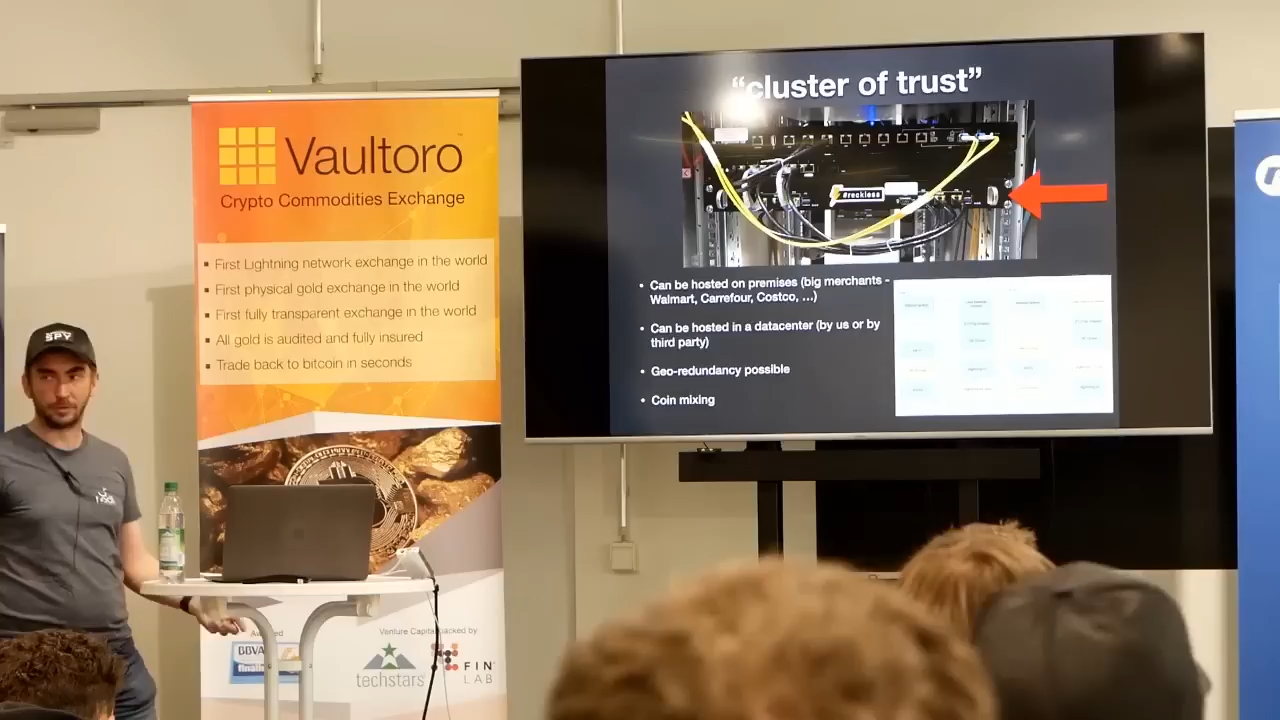 Vaultoro
Crypto Commodities Exchange
▪ First Lightning network exchange in the world
▪ First physical gold exchange in the world
▪ First fully transparent exchange in the world
▪ All gold is audited and fully insured
▪ Trade back to bitcoin in seconds
BBVA
Venture Capital
backed by
techstars
FIN
LAB
SPY
“cluster of trust”
#reckless
• Can be hosted on premises (big merchants -
Walmart, Carrefour, Costco, ...)
• Can be hosted in a datacenter (by us or by
third party)
• Geo-redundancy possible
• Coin mixing